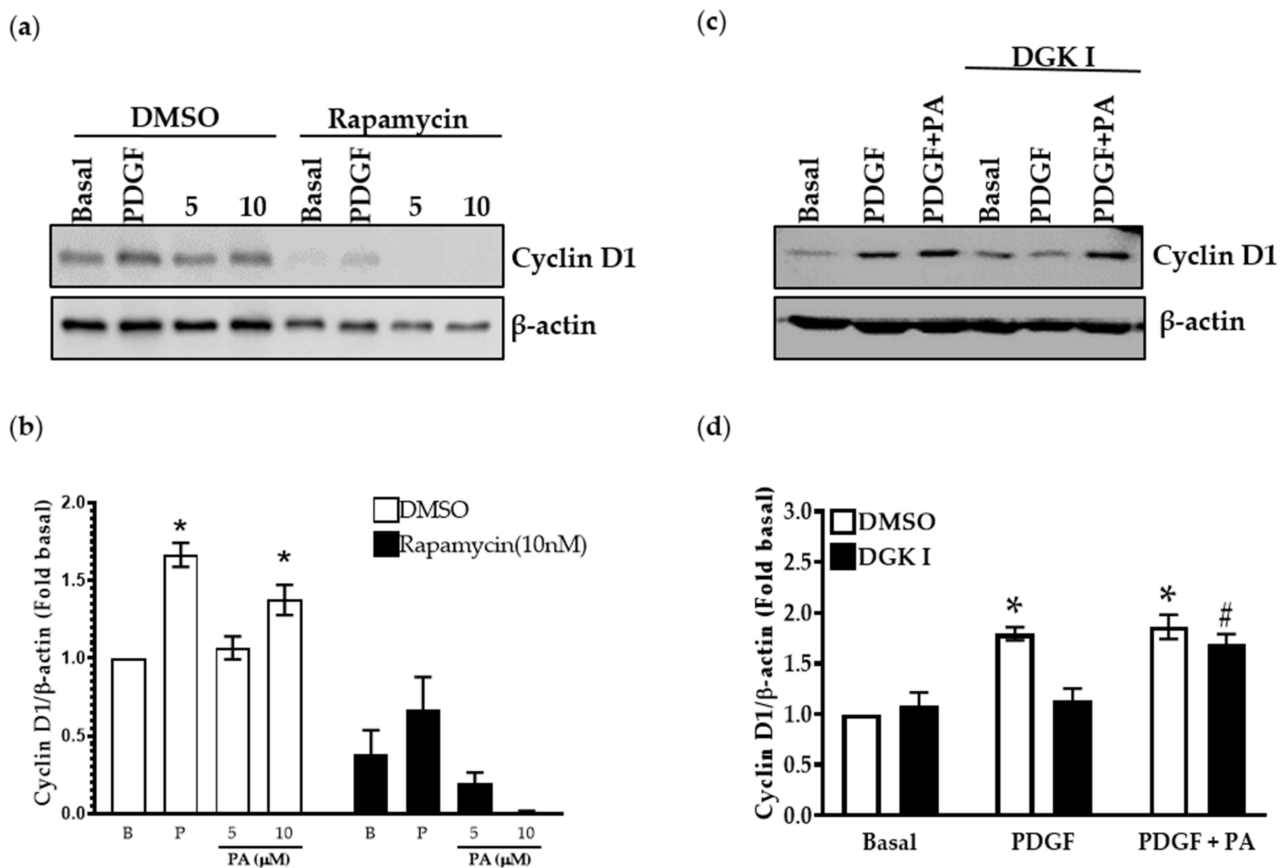 (a)
DMSO Rapamycin
Basal PDGF 5 10 Basal PDGF 5 10
Cyclin D1
β-actin
(c)
DGK I
Basal PDGF PDGF+PA Basal PDGF PDGF+PA
Cyclin D1
β-actin
(b)
Cyclin D1/β-actin (Fold basal)
2.0
1.5
1.0
0.5
0.0
* *
DMSO
Rapamycin(10nM)
B P 5 10 B P 5 10
PA (μM) PA (μM)
(d)
Cyclin D1/β-actin (Fold basal)
3.0
2.5
2.0
1.5
1.0
0.5
0.0
DMSO
DGK I
* * #
Basal PDGF PDGF + PA